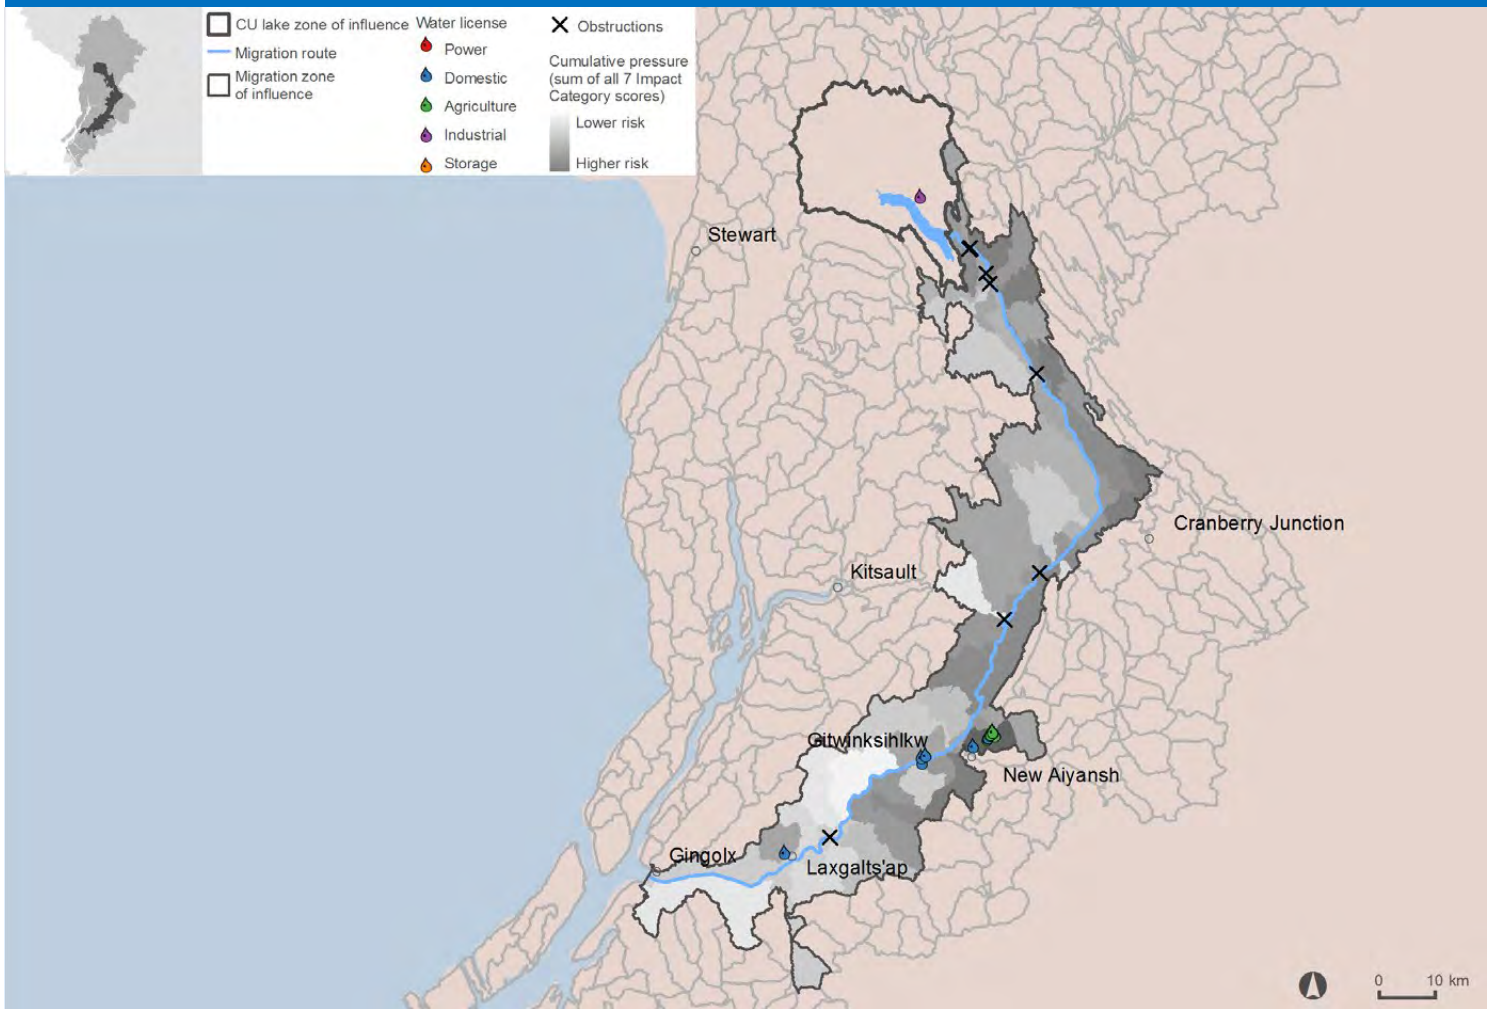 CU lake zone of influence
Migration route
Migration zone
of influence
Water license
Power
Domestic
Agriculture
Industrial
Storage
Obstructions
Cumulative pressure
(sum of all 7 Impact
Category scores)
Lower risk
Higher risk
Stewart
Cranberry Junction
Kitsault
Gitwinksihlkw
New Aiyansh
Gingolx
Laxgalts'ap
0 10 km